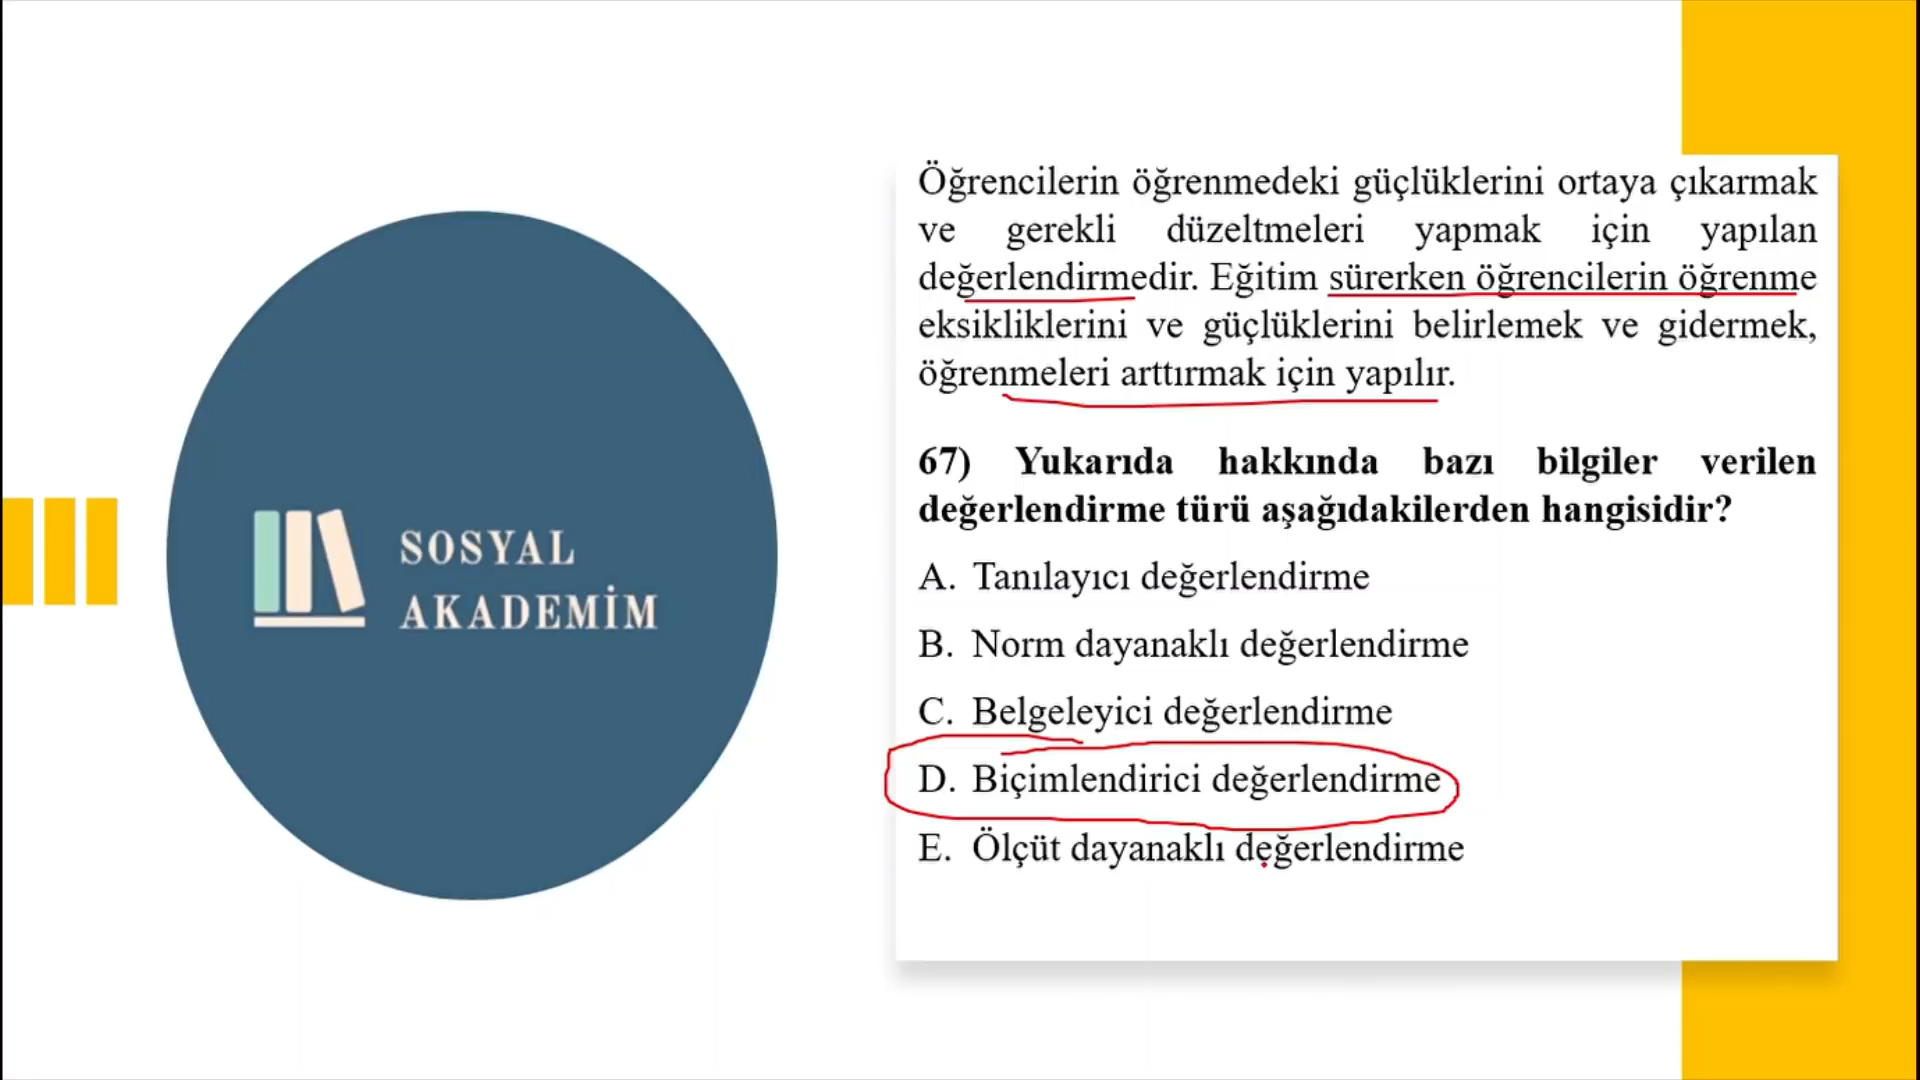 SOSYAL
AKADEMİM
Öğrencilerin öğrenmedeki güçlüklerini ortaya çıkarmak
ve gerekli düzeltmeleri yapmak için yapılan
değerlendirmedir. Eğitim sürerken öğrencilerin öğrenme
eksikliklerini ve güçlüklerini belirlemek ve gidermek,
öğrenmeleri arttırmak için yapılır.
67) Yukarıda hakkında bazı bilgiler verilen
değerlendirme türü aşağıdakilerden hangisidir?
A. Tanılayıcı değerlendirme
B. Norm dayanaklı değerlendirme
C. Belgeleyici değerlendirme
D. Biçimlendirici değerlendirme
E. Ölçüt dayanaklı değerlendirme